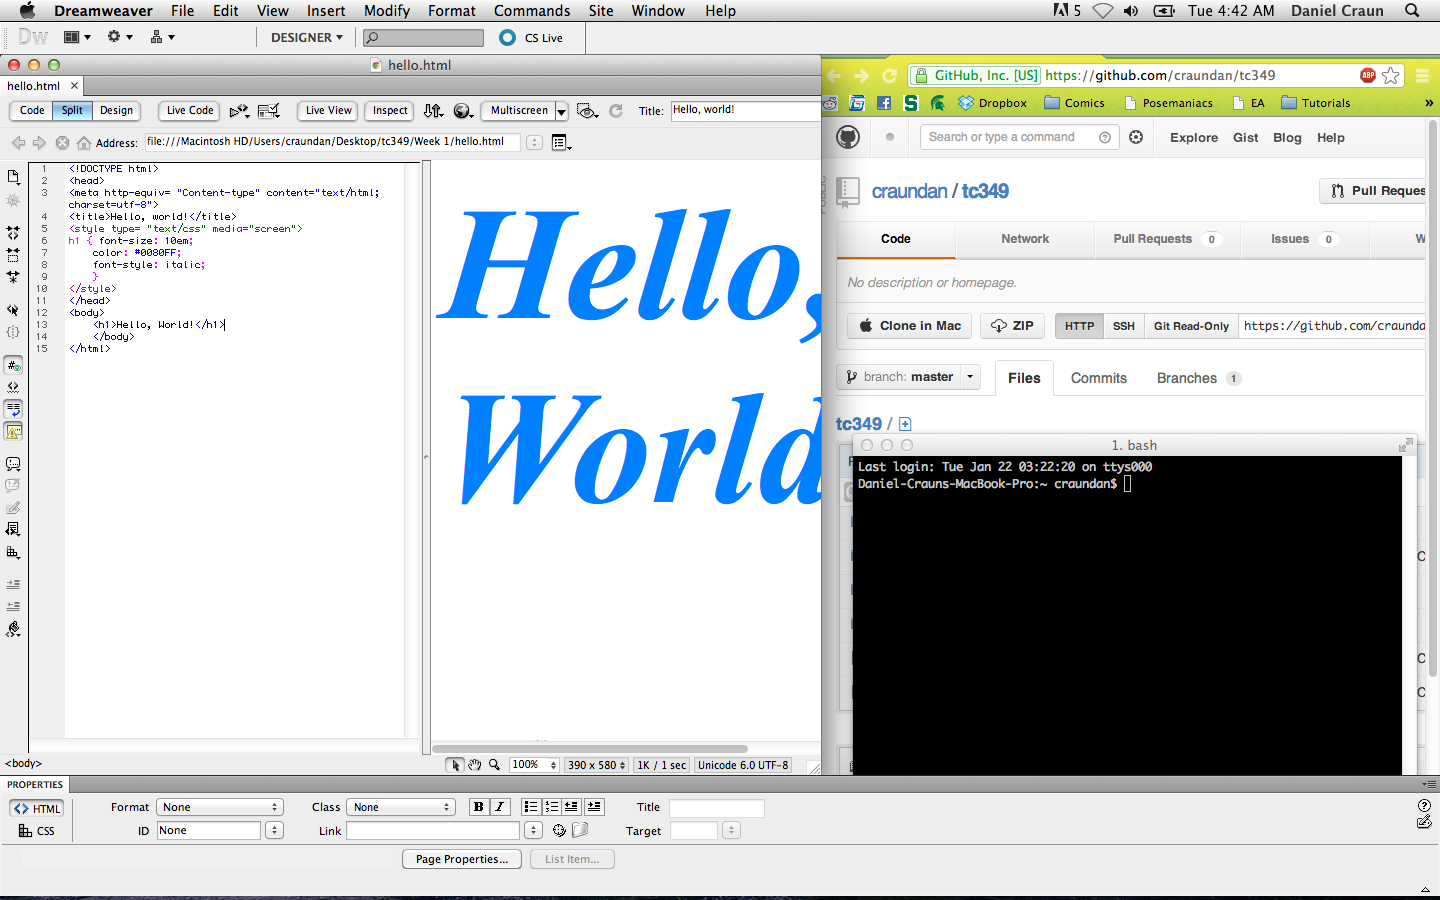 Dreamweaver File Edit View Insert Modify Format Commands Site Window Help 5 Tue 4:42 AM Daniel Craun
Dw DESIGNER CS Live
hello.html
hello.html
Code Split Design Live Code Live View Inspect Multiscreen Title: Hello, world!
Address: file:///Macintosh HD/Users/craundan/Desktop/tc349/Week 1/hello.html
1 <!DOCTYPE html>
2 <head>
3 <meta http-equiv= "Content-type" content="text/html;
charset=utf-8">
4 <title>Hello, world!</title>
5 <style type= "text/css" media="screen">
6 h1 { font-size: 10em;
7 color: #0080FF;
8 font-style: italic;
9 }
10 </style>
11 </head>
12 <body>
13 <h1>Hello, World!</h1>
14 </body>
15 </html>
Hello,
World
<body>
100% 390 x 580 1K / 1 sec Unicode 6.0 UTF-8
GitHub, Inc. [US] https://github.com/craundan/tc349 ABP
Dropbox Comics Posemaniacs EA Tutorials »
Search or type a command Explore Gist Blog Help
craundan / tc349 Pull Reques
Code Network Pull Requests 0 Issues 0 W
No description or homepage.
Clone in Mac ZIP HTTP SSH Git Read-Only https://github.com/craunda
branch: master Files Commits Branches 1
tc349 /
1. bash
Last login: Tue Jan 22 03:22:20 on ttys000
Daniel-Crauns-MacBook-Pro:~ craundan$
PROPERTIES
HTML Format None Class None B I Title
CSS ID None Link Target
Page Properties... List Item...